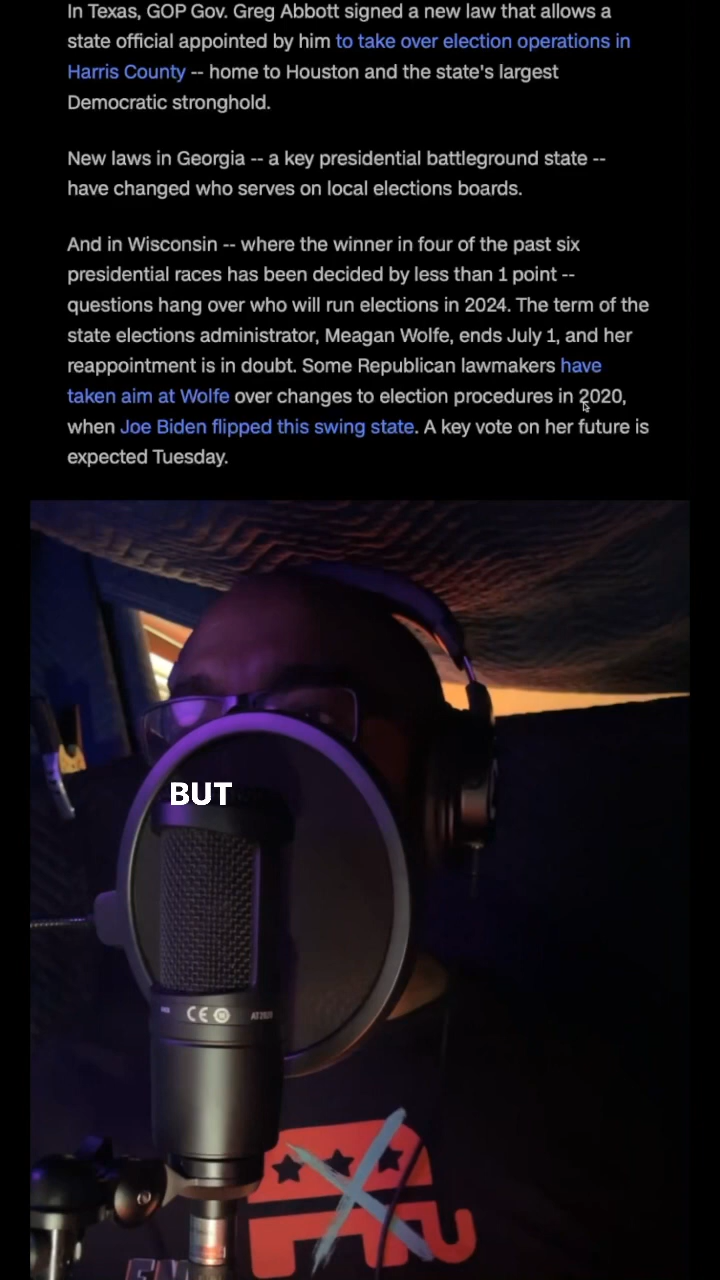 In Texas, GOP Gov. Greg Abbott signed a new law that allows a
state official appointed by him to take over election operations in
Harris County -- home to Houston and the state's largest
Democratic stronghold.
New laws in Georgia -- a key presidential battleground state --
have changed who serves on local elections boards.
And in Wisconsin -- where the winner in four of the past six
presidential races has been decided by less than 1 point --
questions hang over who will run elections in 2024. The term of the
state elections administrator, Meagan Wolfe, ends July 1, and her
reappointment is in doubt. Some Republican lawmakers have
taken aim at Wolfe over changes to election procedures in 2020,
when Joe Biden flipped this swing state. A key vote on her future is
expected Tuesday.
BUT
CE AT2020